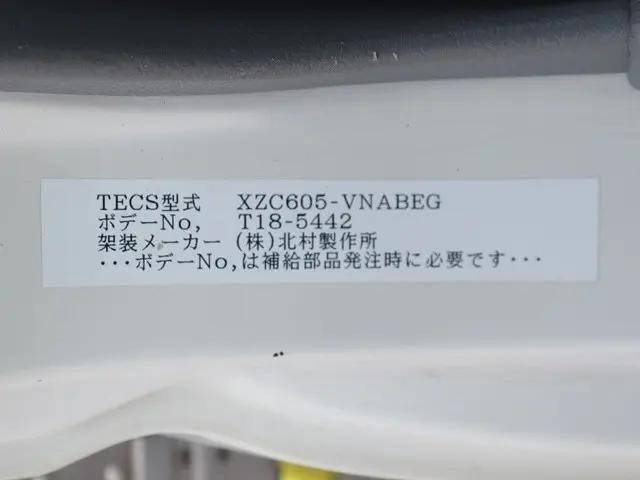 TECS型式 XZC605-VNABEG
ボデーNo, T18-5442
架装メーカー (株)北村製作所
･･･ボデーNo,は補給部品発注時に必要です･･･